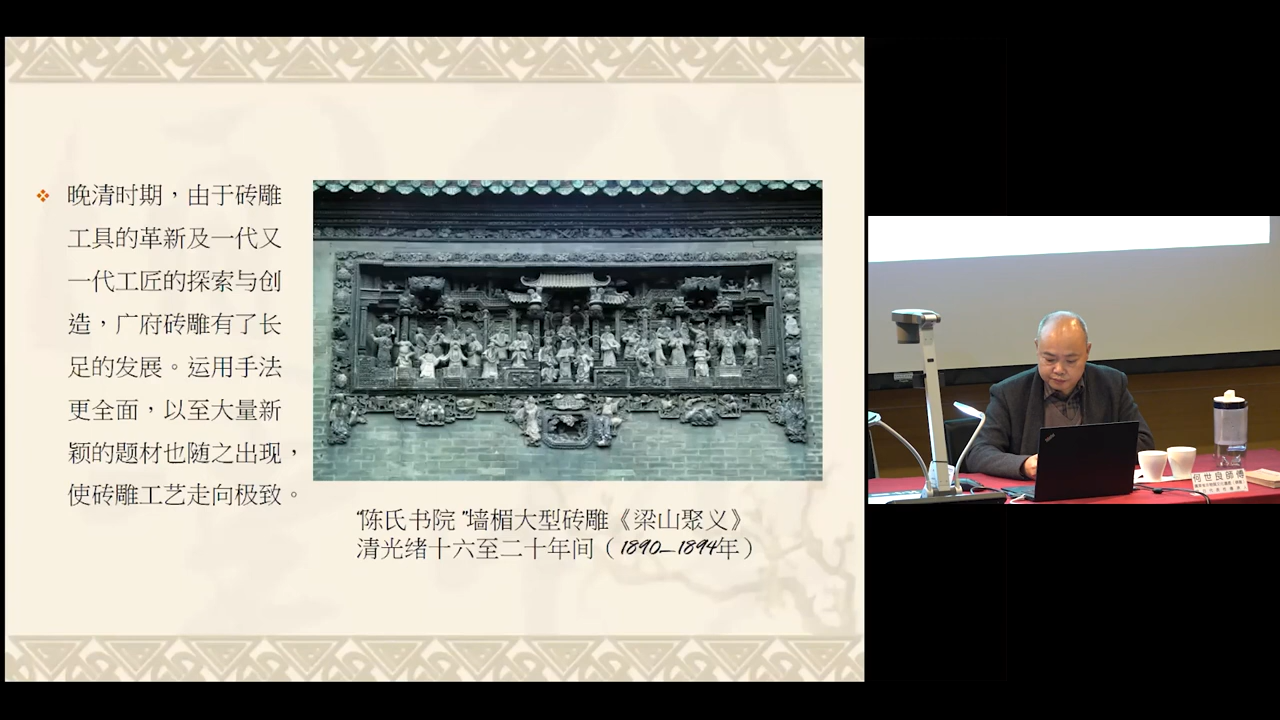 晚清时期，由于砖雕
工具的革新及一代又
一代工匠的探索与创
造，广府砖雕有了长
足的发展。运用手法
更全面，以至大量新
颖的题材也随之出现，
使砖雕工艺走向极致。
“陈氏书院 ”墙楣大型砖雕《梁山聚义》
清光绪十六至二十年间（1890—1894年）
何世良師傅